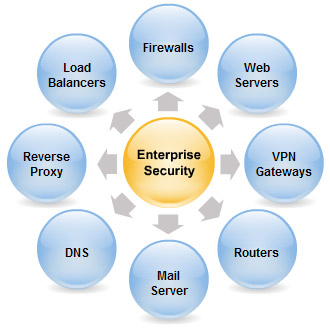 Firewalls
Web
Servers
VPN
Gateways
Routers
Mail
Server
DNS
Reverse
Proxy
Load
Balancers
Enterprise
Security